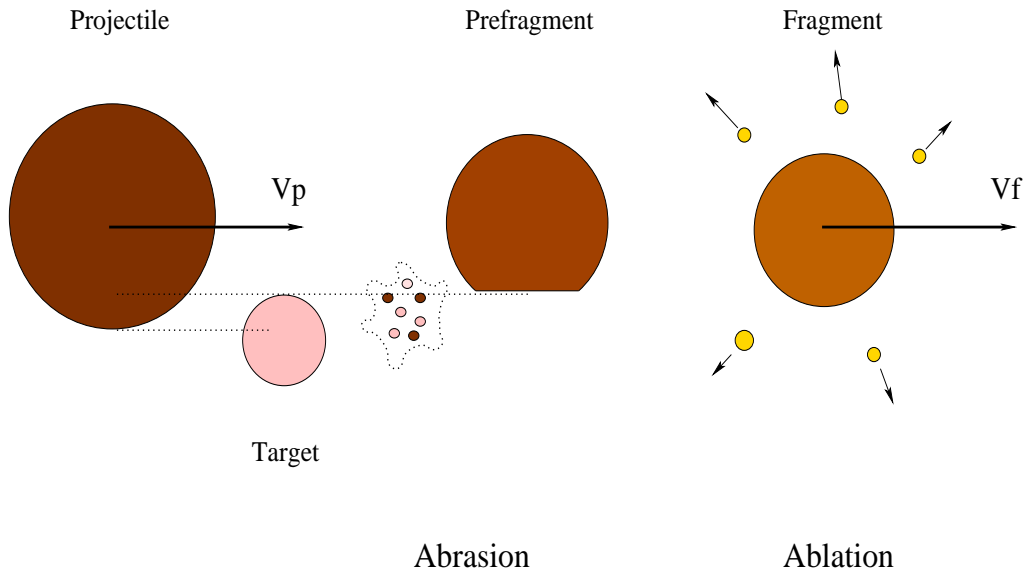 Projectile
Prefragment
Fragment
Vp
Vf
Target
Abrasion
Ablation